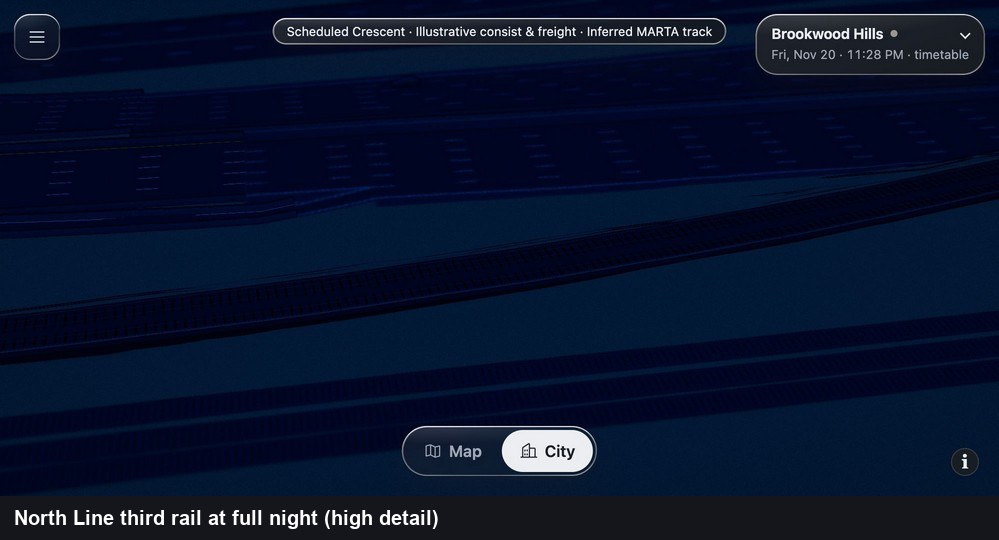 Scheduled Crescent · Illustrative consist & freight · Inferred MARTA track
Brookwood Hills
Fri, Nov 20 · 11:28 PM · timetable
Map
City
i
North Line third rail at full night (high detail)